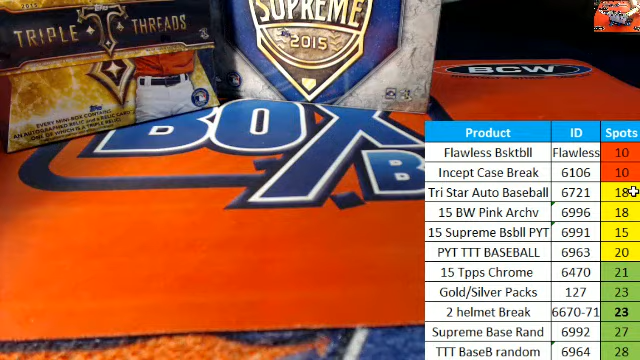 TRIPLE THREADS
EVERY MINI-BOX CONTAINS
SUPREME
2015
BCW
BOX
B
Product ID Spots
Flawless Bsktbll Flawless 10
Incept Case Break 6106 10
Tri Star Auto Baseball 6721 18
15 BW Pink Archv 6996 18
15 Supreme Bsbll PYT 6991 15
PYT TTT BASEBALL 6963 20
15 Tpps Chrome 6470 21
Gold/Silver Packs 127 23
2 helmet Break 6670-71 23
Supreme Base Rand 6992 27
TTT BaseB random 6964 28